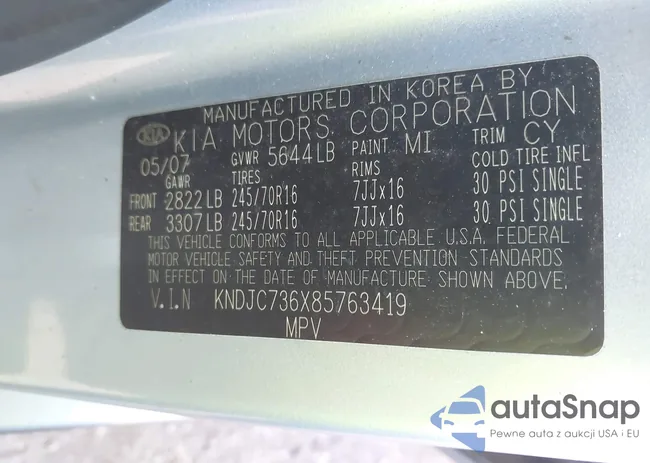 MANUFACTURED IN KOREA BY
KIA KIA MOTORS CORPORATION
05/07 GVWR 5644LB PAINT MI TRIM CY
GAWR TIRES RIMS COLD TIRE INFL
FRONT 2822LB 245/70R16 7JJx16 30 PSI SINGLE
REAR 3307LB 245/70R16 7JJx16 30 PSI SINGLE
THIS VEHICLE CONFORMS TO ALL APPLICABLE U.S.A. FEDERAL
MOTOR VEHICLE SAFETY AND THEFT PREVENTION STANDARDS
IN EFFECT ON THE DATE OF MANUFACTURE SHOWN ABOVE.
V.I.N KNDJC736X85763419
MPV
autaSnap
Pewne auta z aukcji USA i EU